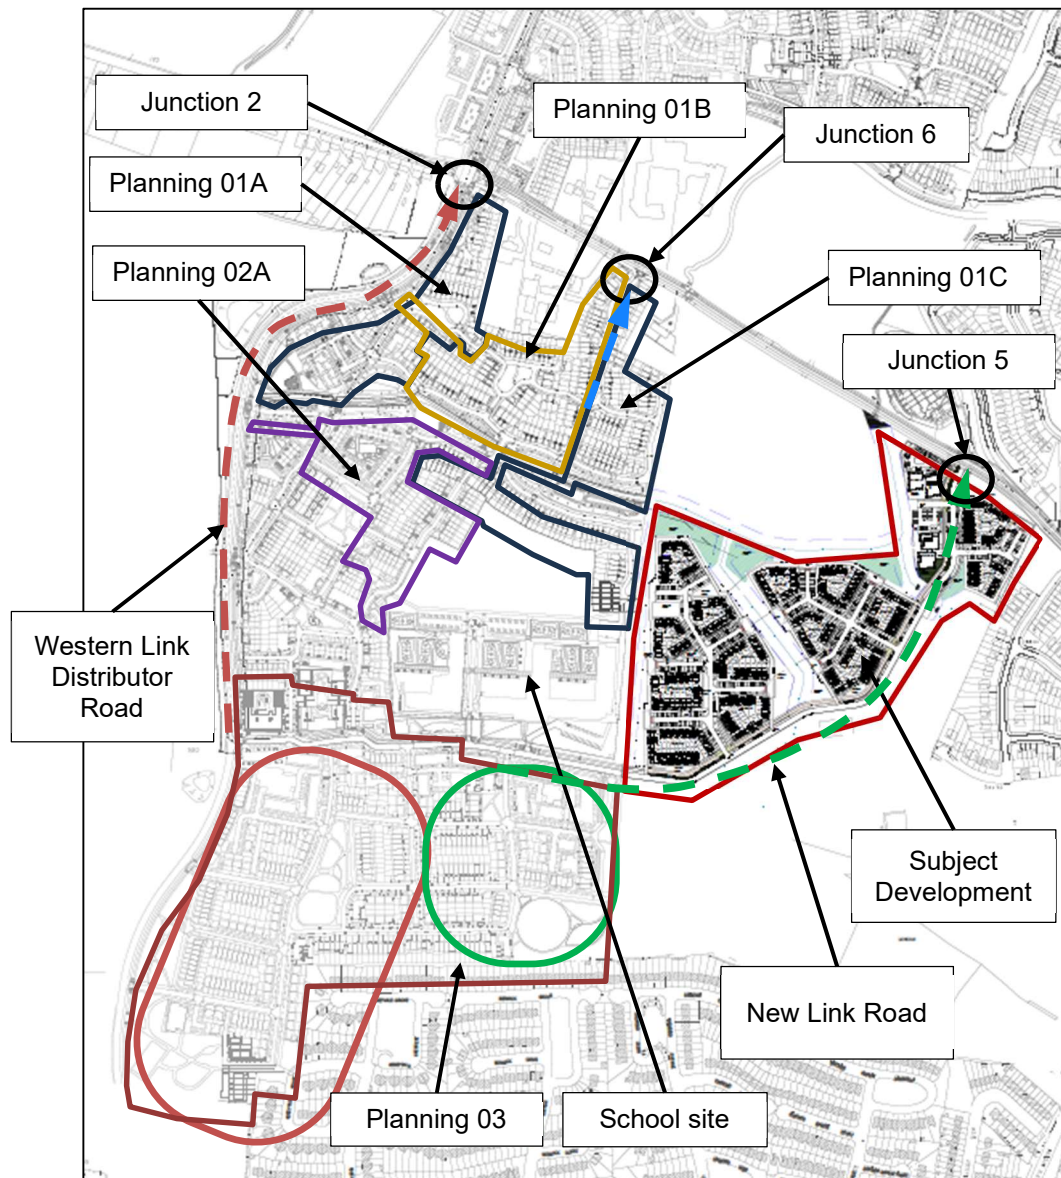 Junction 2
Planning 01B
Junction 6
Planning 01A
Planning 02A
Planning 01C
Junction 5
Western Link
Distributor
Road
Subject
Development
New Link Road
Planning 03
School site